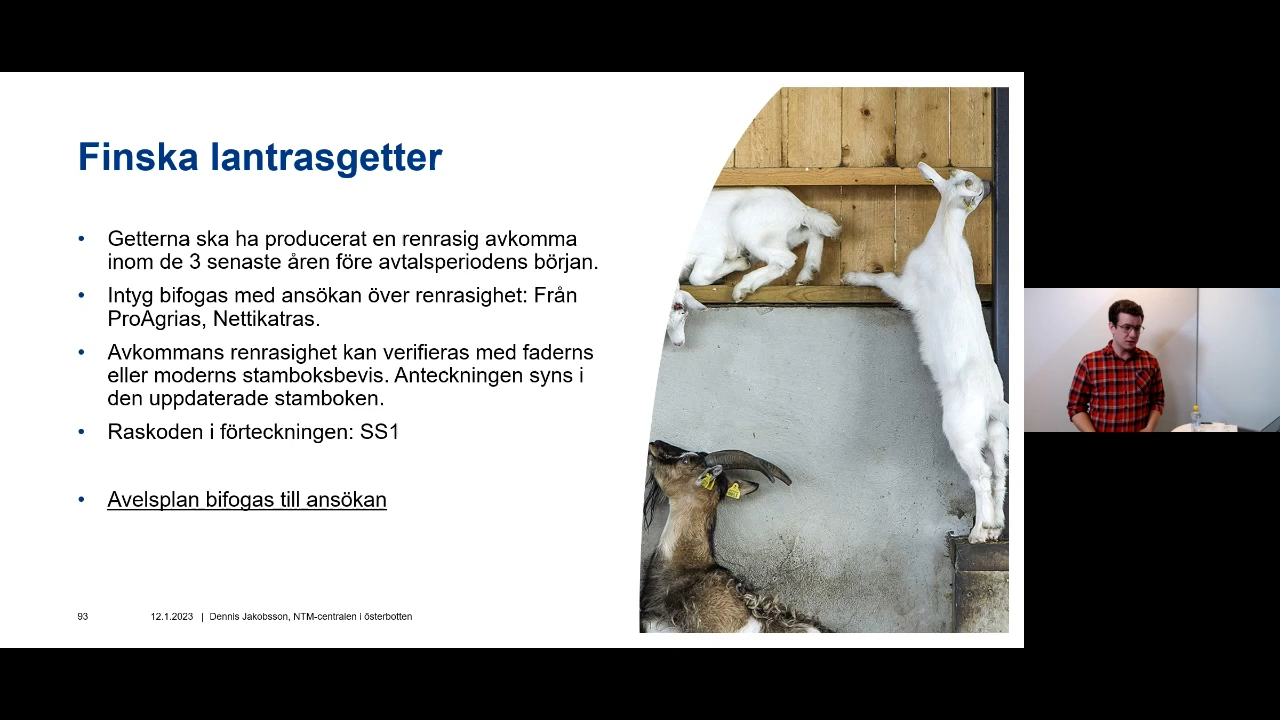 Finska lantrasgetter
• Getterna ska ha producerat en renrasig avkomma
inom de 3 senaste åren före avtalsperiodens början.
• Intyg bifogas med ansökan över renrasighet: Från
ProAgrias, Nettikatras.
• Avkommans renrasighet kan verifieras med faderns
eller moderns stamboksbevis. Anteckningen syns i
den uppdaterade stamboken.
• Raskoden i förteckningen: SS1
• Avelsplan bifogas till ansökan
93 12.1.2023 | Dennis Jakobsson, NTM-centralen i österbotten